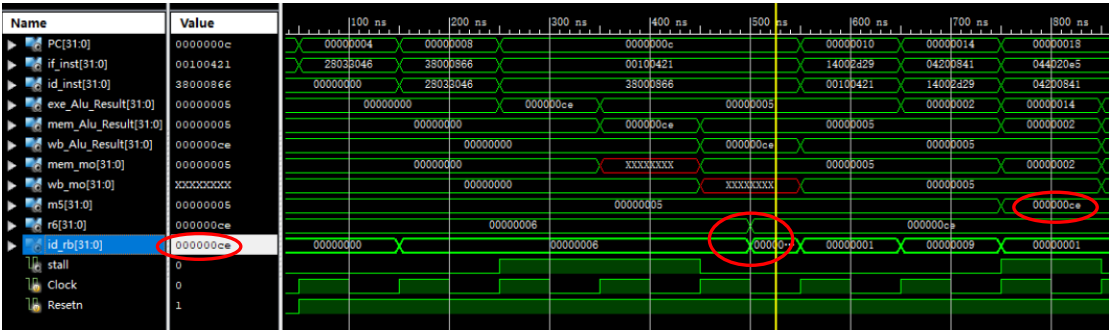 Name Value 100 ns 200 ns 300 ns 400 ns 500 ns 600 ns 700 ns 800 ns
PC[31:0] 0000000c 00000004 00000008 0000000c 00000010 00000014 00000018
if_inst[31:0] 00100421 28033046 38000866 00100421 14002d29 04200841 044020e5
id_inst[31:0] 38000866 00000000 28033046 38000866 00100421 14002d29 04200841
exe_Alu_Result[31:0] 00000005 00000000 000000ce 00000005 00000002 00000014
mem_Alu_Result[31:0] 00000005 00000000 000000ce 00000005 00000002
wb_Alu_Result[31:0] 000000ce 00000000 000000ce 00000005
mem_mo[31:0] 00000005 00000000 XXXXXXXX 00000005 00000002
wb_mo[31:0] XXXXXXXX 00000000 XXXXXXXX 00000005
m5[31:0] 00000005 00000005 000000ce
r6[31:0] 000000ce 00000006 000000ce
id_rb[31:0] 000000ce 00000000 00000006 00000··· 00000001 00000009 00000001
stall 0
Clock 0
Resetn 1